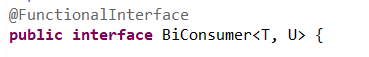 @FunctionalInterface
public interface BiConsumer<T, U> {